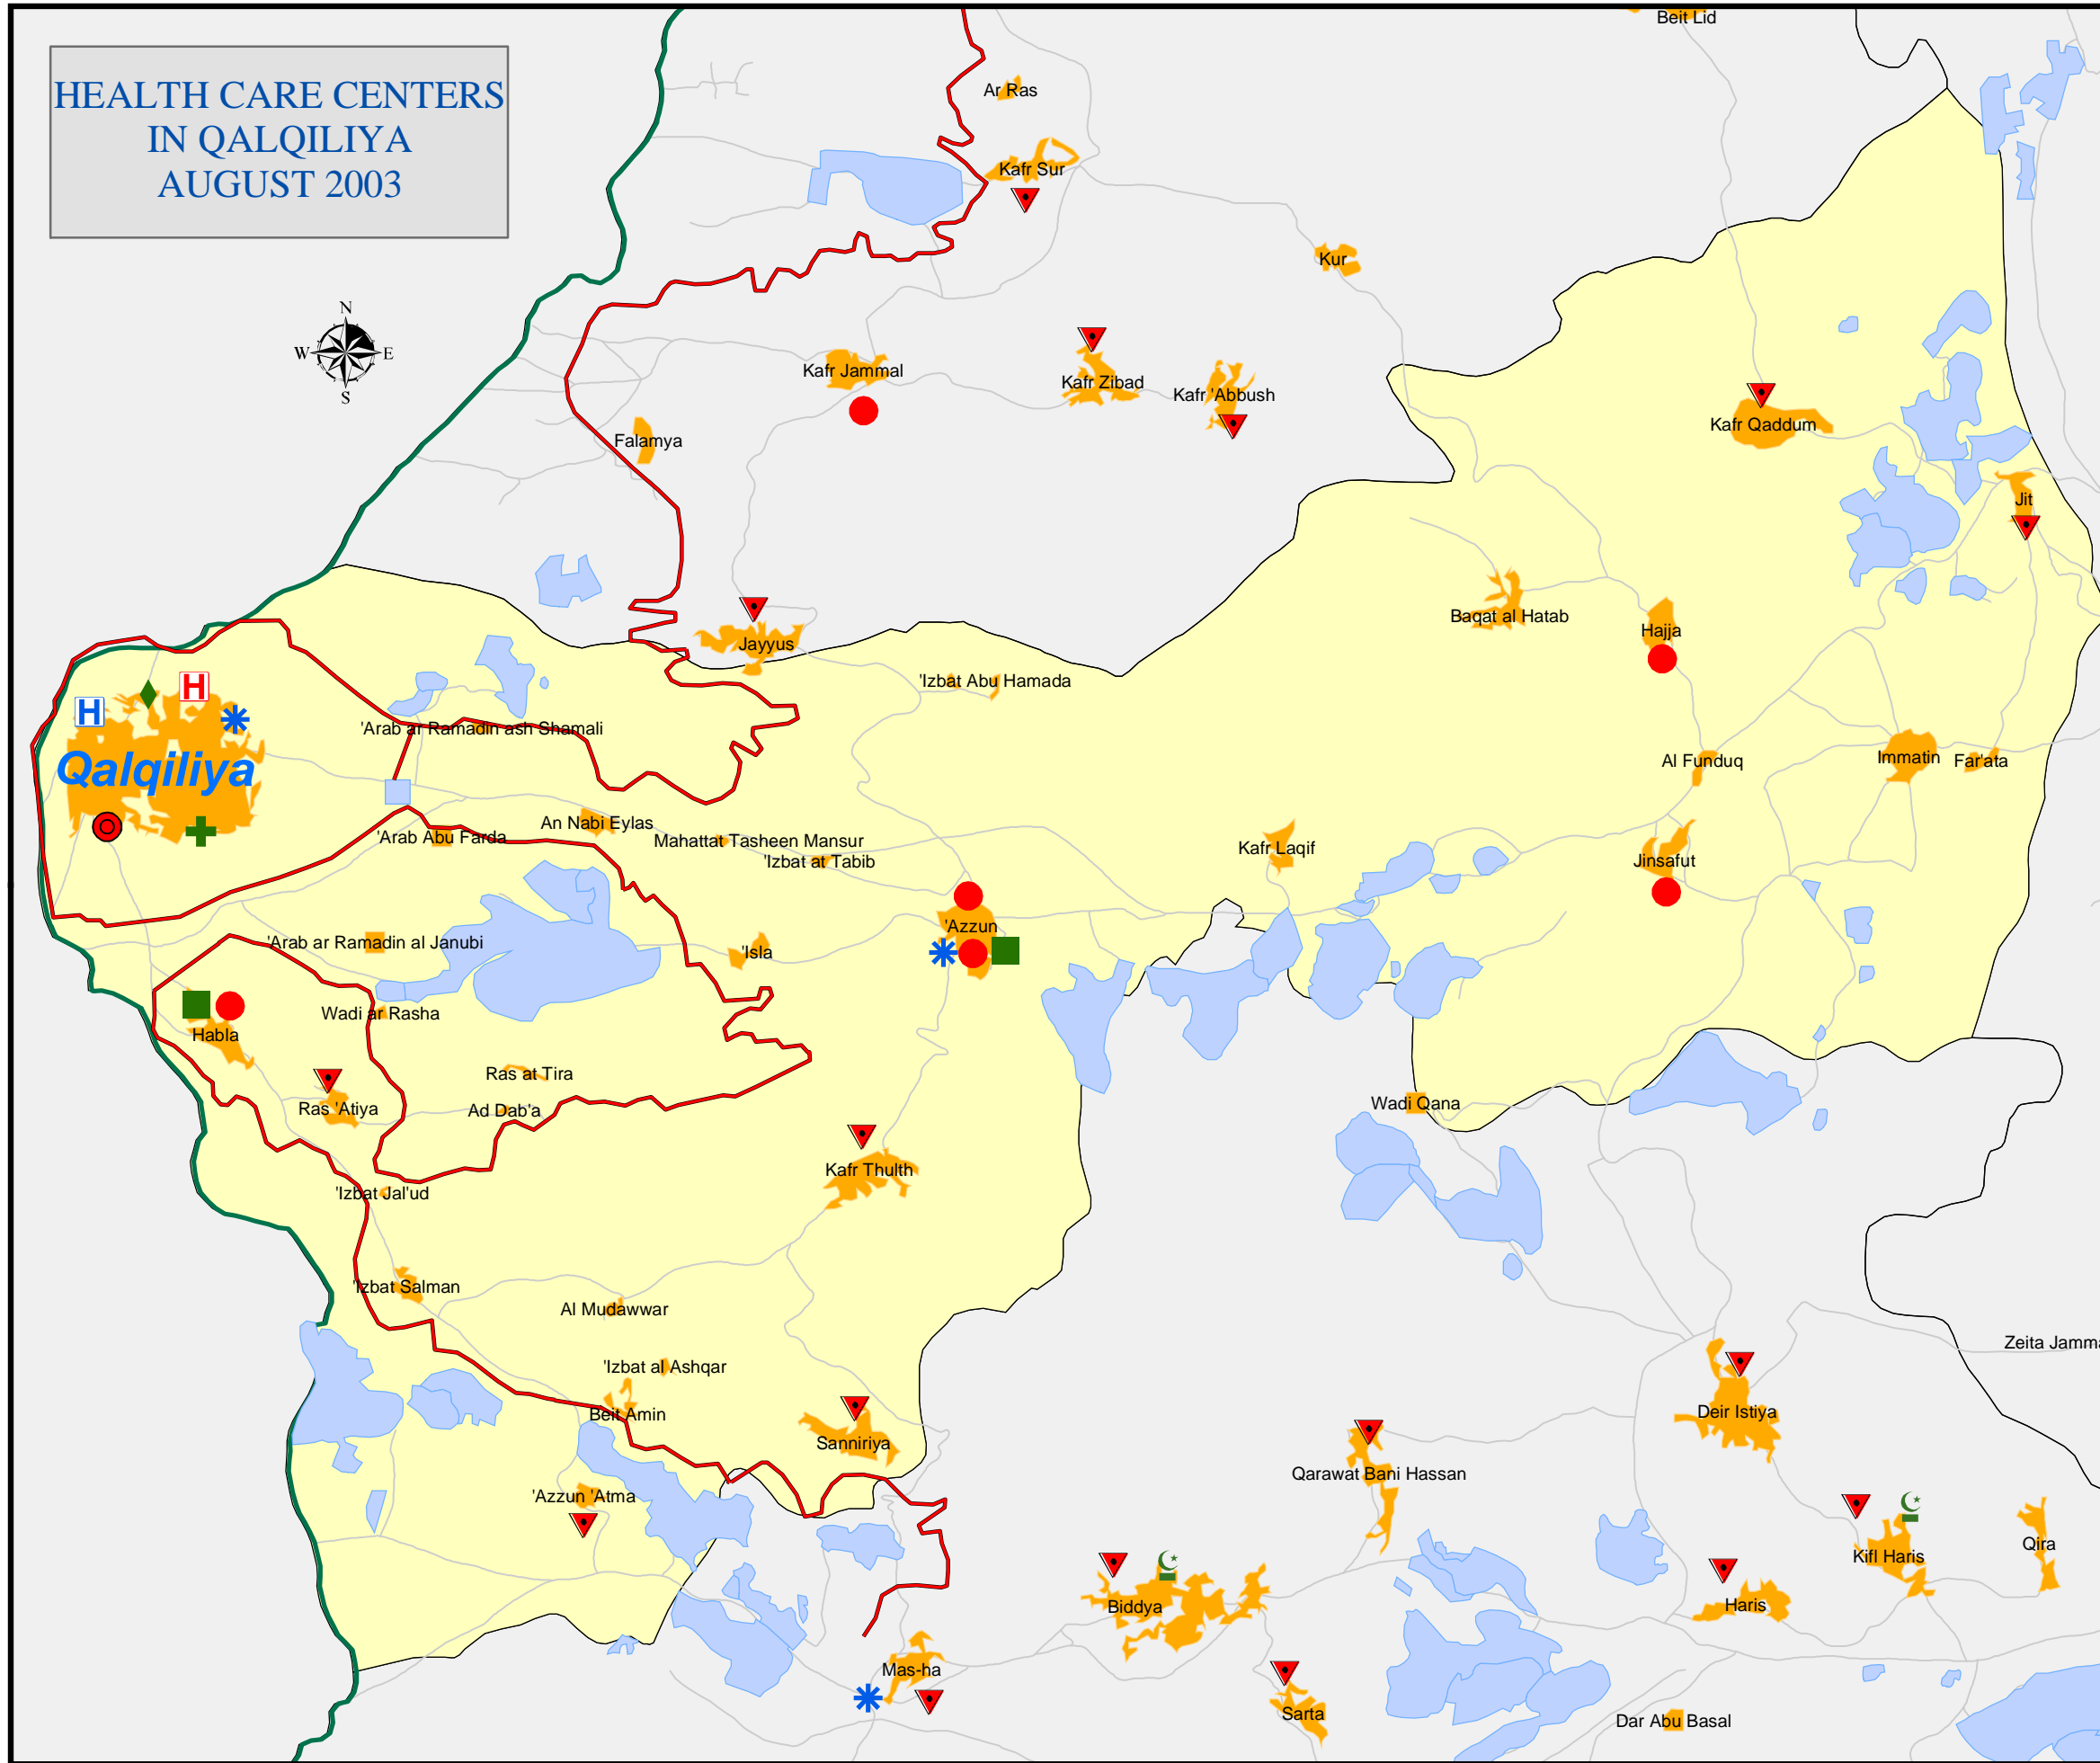 HEALTH CARE CENTERS
IN QALQILIYA
AUGUST 2003
Beit Lid
Ar Ras
Kafr Sur
Kur
N
W
E
S
Kafr Jammal
Kafr Zibad
Kafr 'Abbush
Kafr Qaddum
Falamya
Jit
Baqat al Hatab
Hajja
Jayyus
'Izbat Abu Hamada
H
H
'Arab ar Ramadin ash Shamali
Qalqiliya
Al Funduq
Immatin
Far'ata
An Nabi Eylas
'Arab Abu Farda
Mahattat Tasheen Mansur
'Izbat at Tabib
Kafr Laqif
Jinsafut
'Azzun
'Arab ar Ramadin al Janubi
'Isla
Wadi ar Rasha
Habla
Ras at Tira
Ras 'Atiya
Ad Dab'a
Wadi Qana
Kafr Thulth
'Izbat Jal'ud
'Izbat Salman
Al Mudawwar
Zeita Jamma
'Izbat al Ashqar
Beit Amin
Deir Istiya
Sanniriya
Qarawat Bani Hassan
'Azzun 'Atma
Qira
Kifl Haris
Biddya
Haris
Mas-ha
Sarta
Dar Abu Basal